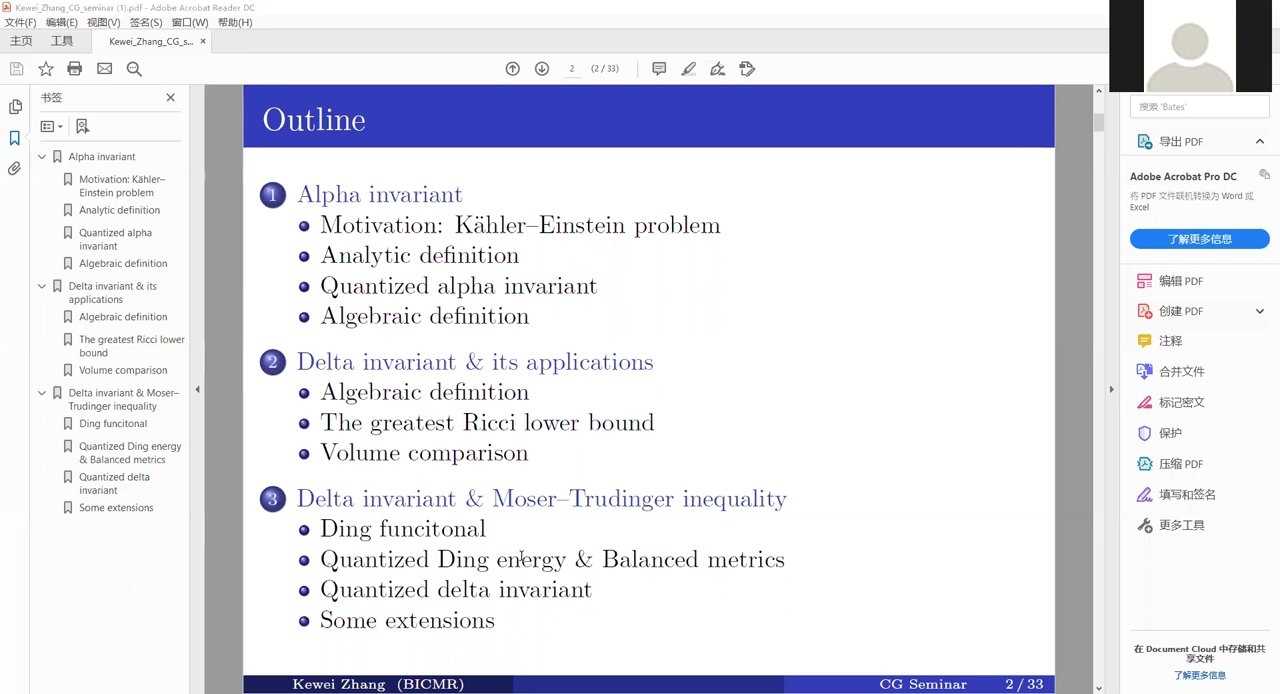 Kewei_Zhang_CG_seminar (1).pdf - Adobe Acrobat Reader DC
文件(F) 编辑(E) 视图(V) 签名(S) 窗口(W) 帮助(H)
主页 工具 Kewei_Zhang_CG_s... ×
2 (2 / 33)
书签
Alpha invariant
Motivation: Kähler–
Einstein problem
Analytic definition
Quantized alpha
invariant
Algebraic definition
Delta invariant & its
applications
Algebraic definition
The greatest Ricci lower
bound
Volume comparison
Delta invariant & Moser–
Trudinger inequality
Ding funcitonal
Quantized Ding energy
& Balanced metrics
Quantized delta
invariant
Some extensions
Outline
1 Alpha invariant
Motivation: Kähler–Einstein problem
Analytic definition
Quantized alpha invariant
Algebraic definition
2 Delta invariant & its applications
Algebraic definition
The greatest Ricci lower bound
Volume comparison
3 Delta invariant & Moser–Trudinger inequality
Ding funcitonal
Quantized Ding energy & Balanced metrics
Quantized delta invariant
Some extensions
Kewei Zhang (BICMR) CG Seminar 2 / 33
搜索 'Bates'
导出 PDF
Adobe Acrobat Pro DC
将 PDF 文件联机转换为 Word 或
Excel
了解更多信息
编辑 PDF
创建 PDF
注释
合并文件
标记密文
保护
压缩 PDF
填写和签名
更多工具
在 Document Cloud 中存储和共
享文件
了解更多信息